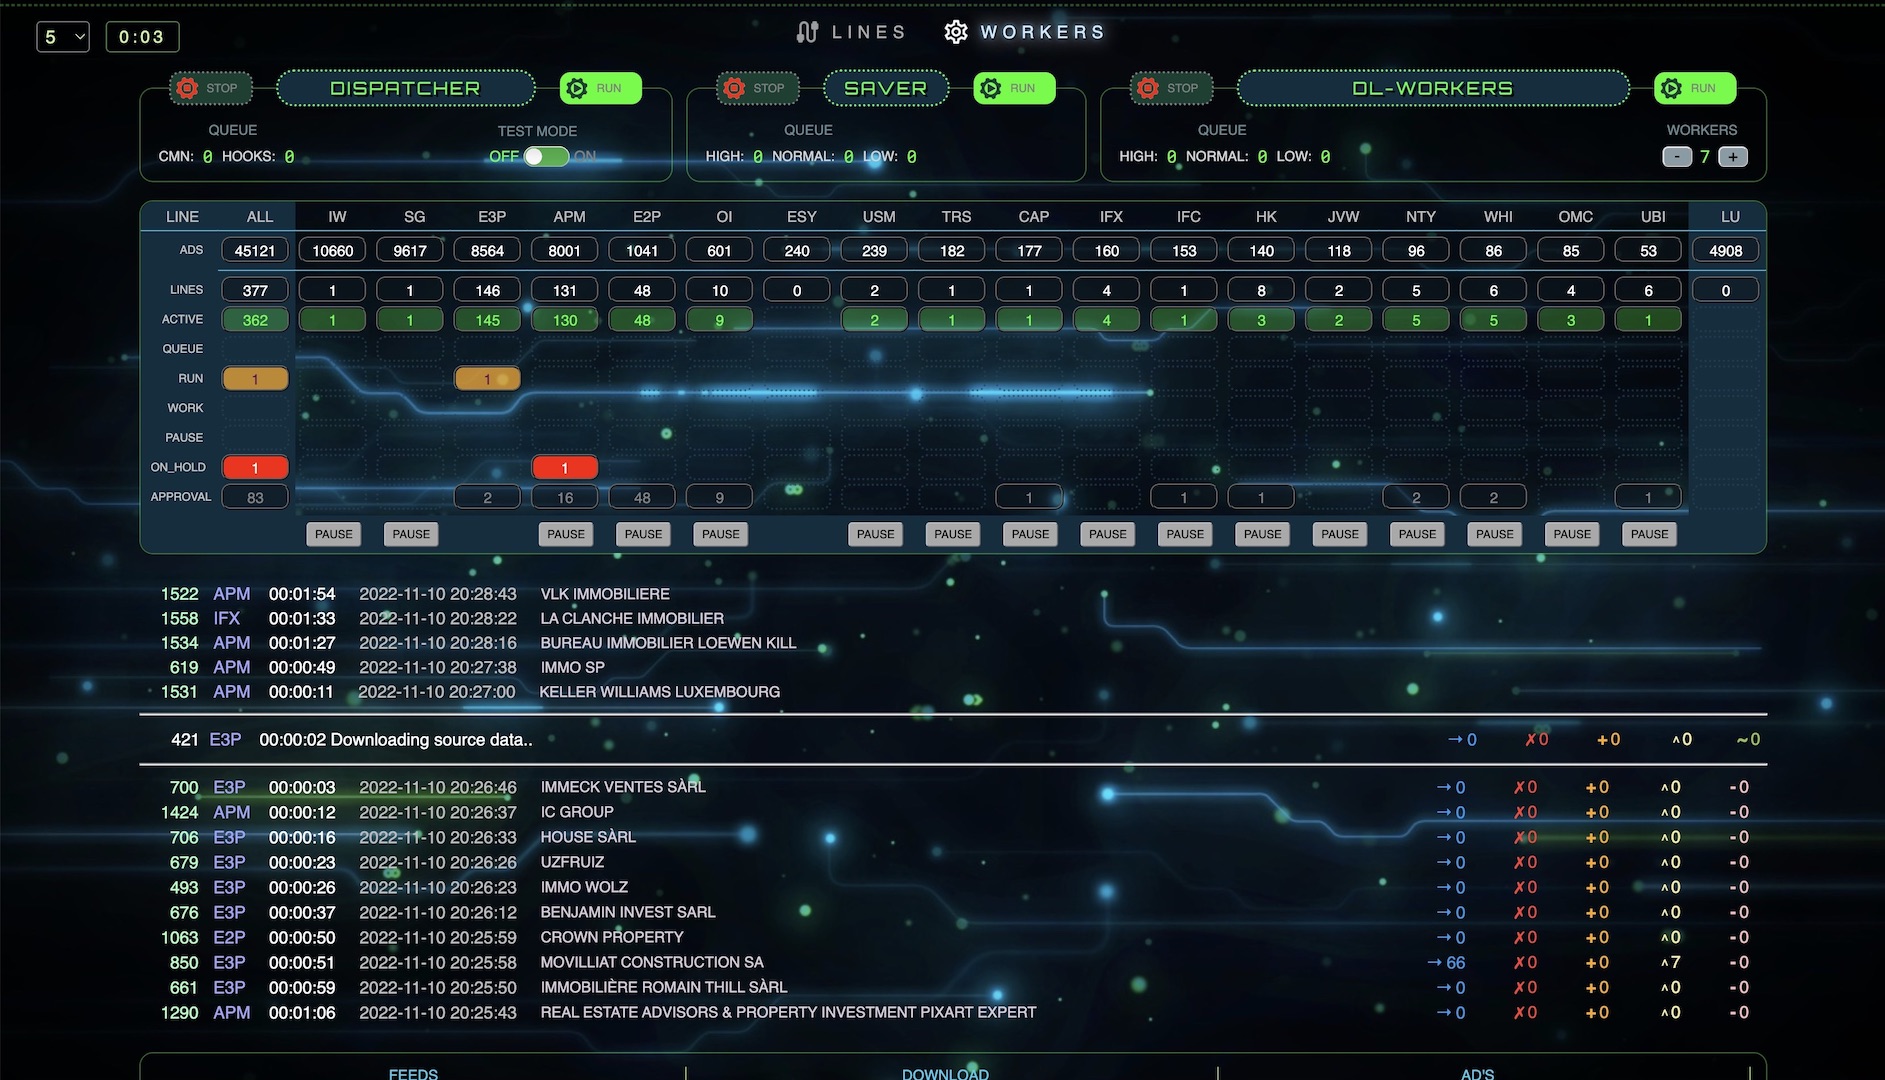 5 0:03 LINES WORKERS
STOP DISPATCHER RUN STOP SAVER RUN STOP DL-WORKERS RUN
QUEUE TEST MODE QUEUE QUEUE WORKERS
CMN: 0 HOOKS: 0 OFF ON HIGH: 0 NORMAL: 0 LOW: 0 HIGH: 0 NORMAL: 0 LOW: 0 - 7 +
LINE ALL IW SG E3P APM E2P OI ESY USM TRS CAP IFX IFC HK JVW NTY WHI OMC UBI LU
ADS 45121 10660 9617 8564 8001 1041 601 240 239 182 177 160 153 140 118 96 86 85 53 4908
LINES 377 1 1 146 131 48 10 0 2 1 1 4 1 8 2 5 6 4 6 0
ACTIVE 362 1 1 145 130 48 9 2 1 1 4 1 3 2 5 5 3 1
QUEUE
RUN 1 1
WORK
PAUSE
ON_HOLD 1 1
APPROVAL 83 2 16 48 9 1 1 1 2 2 1
PAUSE PAUSE PAUSE PAUSE PAUSE PAUSE PAUSE PAUSE PAUSE PAUSE PAUSE PAUSE PAUSE PAUSE PAUSE PAUSE
1522 APM 00:01:54 2022-11-10 20:28:43 VLK IMMOBILIERE
1558 IFX 00:01:33 2022-11-10 20:28:22 LA CLANCHE IMMOBILIER
1534 APM 00:01:27 2022-11-10 20:28:16 BUREAU IMMOBILIER LOEWEN KILL
619 APM 00:00:49 2022-11-10 20:27:38 IMMO SP
1531 APM 00:00:11 2022-11-10 20:27:00 KELLER WILLIAMS LUXEMBOURG
421 E3P 00:00:02 Downloading source data.. →0 ✗0 +0 ^0 ~0
700 E3P 00:00:03 2022-11-10 20:26:46 IMMECK VENTES SÀRL →0 ✗0 +0 ^0 -0
1424 APM 00:00:12 2022-11-10 20:26:37 IC GROUP →0 ✗0 +0 ^0 -0
706 E3P 00:00:16 2022-11-10 20:26:33 HOUSE SÀRL →0 ✗0 +0 ^0 -0
679 E3P 00:00:23 2022-11-10 20:26:26 UZFRUIZ →0 ✗0 +0 ^0 -0
493 E3P 00:00:26 2022-11-10 20:26:23 IMMO WOLZ →0 ✗0 +0 ^0 -0
676 E3P 00:00:37 2022-11-10 20:26:12 BENJAMIN INVEST SARL →0 ✗0 +0 ^0 -0
1063 E2P 00:00:50 2022-11-10 20:25:59 CROWN PROPERTY →0 ✗0 +0 ^0 -0
850 E3P 00:00:51 2022-11-10 20:25:58 MOVILLIAT CONSTRUCTION SA →66 ✗0 +0 ^7 -0
661 E3P 00:00:59 2022-11-10 20:25:50 IMMOBILIÈRE ROMAIN THILL SÀRL →0 ✗0 +0 ^0 -0
1290 APM 00:01:06 2022-11-10 20:25:43 REAL ESTATE ADVISORS & PROPERTY INVESTMENT PIXART EXPERT →0 ✗0 +0 ^0 -0
FEEDS DOWNLOAD AD'S